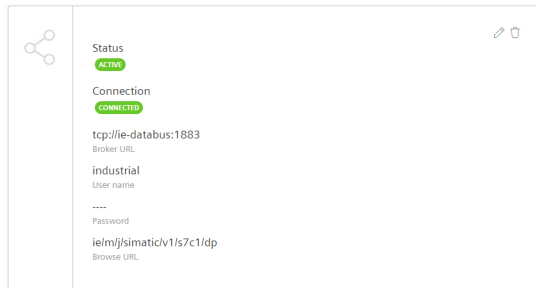 Status
ACTIVE
Connection
CONNECTED
tcp://ie-databus:1883
Broker URL
industrial
User name
----
Password
ie/m/j/simatic/v1/s7c1/dp
Browse URL